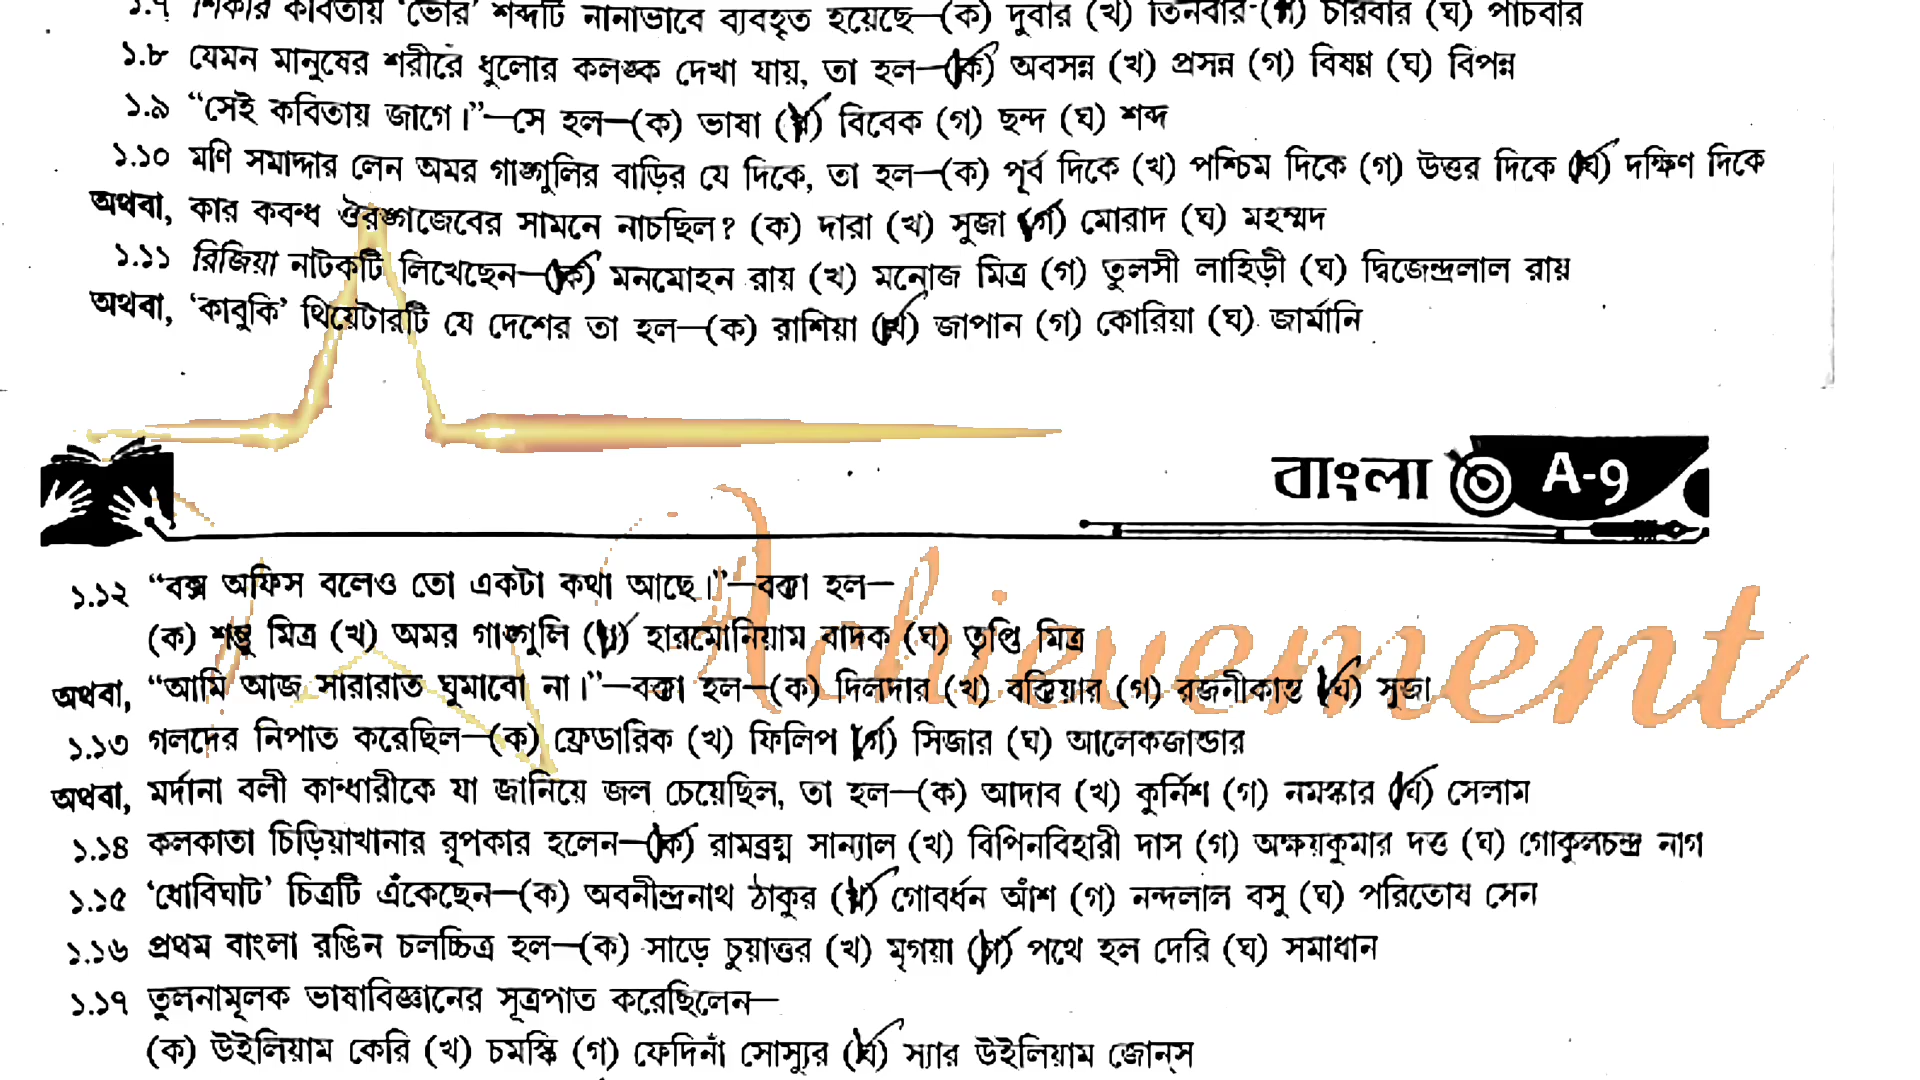 ১.৭ শিকার কবিতায় ‘ভোর’ শব্দটি নানাভাবে ব্যবহৃত হয়েছে—(ক) দুবার (খ) তিনবার (গ) চারবার (ঘ) পাঁচবার
১.৮ যেমন মানুষের শরীরে ধুলোর কলঙ্ক দেখা যায়, তা হল—(ক) অবসন্ন (খ) প্রসন্ন (গ) বিষণ্ণ (ঘ) বিপন্ন
১.৯ “সেই কবিতায় জাগে।”—সে হল—(ক) ভাষা (খ) বিবেক (গ) ছন্দ (ঘ) শব্দ
১.১০ মণি সমাদ্দার লেন অমর গাঙ্গুলির বাড়ির যে দিকে, তা হল—(ক) পূর্ব দিকে (খ) পশ্চিম দিকে (গ) উত্তর দিকে (ঘ) দক্ষিণ দিকে
অথবা, কার কবন্ধ ঔরঙ্গজেবের সামনে নাচছিল? (ক) দারা (খ) সুজা (গ) মোরাদ (ঘ) মহম্মদ
১.১১ রিজিয়া নাটকটি লিখেছেন—(ক) মনমোহন রায় (খ) মনোজ মিত্র (গ) তুলসী লাহিড়ী (ঘ) দ্বিজেন্দ্রলাল রায়
অথবা, ‘কাবুকি’ থিয়েটারটি যে দেশের তা হল—(ক) রাশিয়া (খ) জাপান (গ) কোরিয়া (ঘ) জার্মানি
বাংলা A-9
১.১২ “বক্স অফিস বলেও তো একটা কথা আছে।”—বক্তা হল—
(ক) শম্ভু মিত্র (খ) অমর গাঙ্গুলি (গ) হারমোনিয়াম বাদক (ঘ) তৃপ্তি মিত্র
Achievement
অথবা, “আমি আজ সারারাত ঘুমাবো না।”—বক্তা হল—(ক) দিলদার (খ) বক্তিয়ার (গ) রজনীকান্ত (ঘ) সুজা
১.১৩ গলদের নিপাত করেছিল—(ক) ফ্রেডারিক (খ) ফিলিপ (গ) সিজার (ঘ) আলেকজান্ডার
অথবা, মর্দানা বলী কান্ধারীকে যা জানিয়ে জল চেয়েছিল, তা হল—(ক) আদাব (খ) কুর্নিশ (গ) নমস্কার (ঘ) সেলাম
১.১৪ কলকাতা চিড়িয়াখানার রূপকার হলেন—(ক) রামব্রহ্ম সান্যাল (খ) বিপিনবিহারী দাস (গ) অক্ষয়কুমার দত্ত (ঘ) গোকুলচন্দ্র নাগ
১.১৫ ‘ধোবিঘাট’ চিত্রটি এঁকেছেন—(ক) অবনীন্দ্রনাথ ঠাকুর (খ) গোবর্ধন আঁশ (গ) নন্দলাল বসু (ঘ) পরিতোষ সেন
১.১৬ প্রথম বাংলা রঙিন চলচ্চিত্র হল—(ক) সাড়ে চুয়াত্তর (খ) মৃগয়া (গ) পথে হল দেরি (ঘ) সমাধান
১.১৭ তুলনামূলক ভাষাবিজ্ঞানের সূত্রপাত করেছিলেন—
(ক) উইলিয়াম কেরি (খ) চমস্কি (গ) ফেদিনাঁ সোস্যুর (ঘ) স্যার উইলিয়াম জোন্স